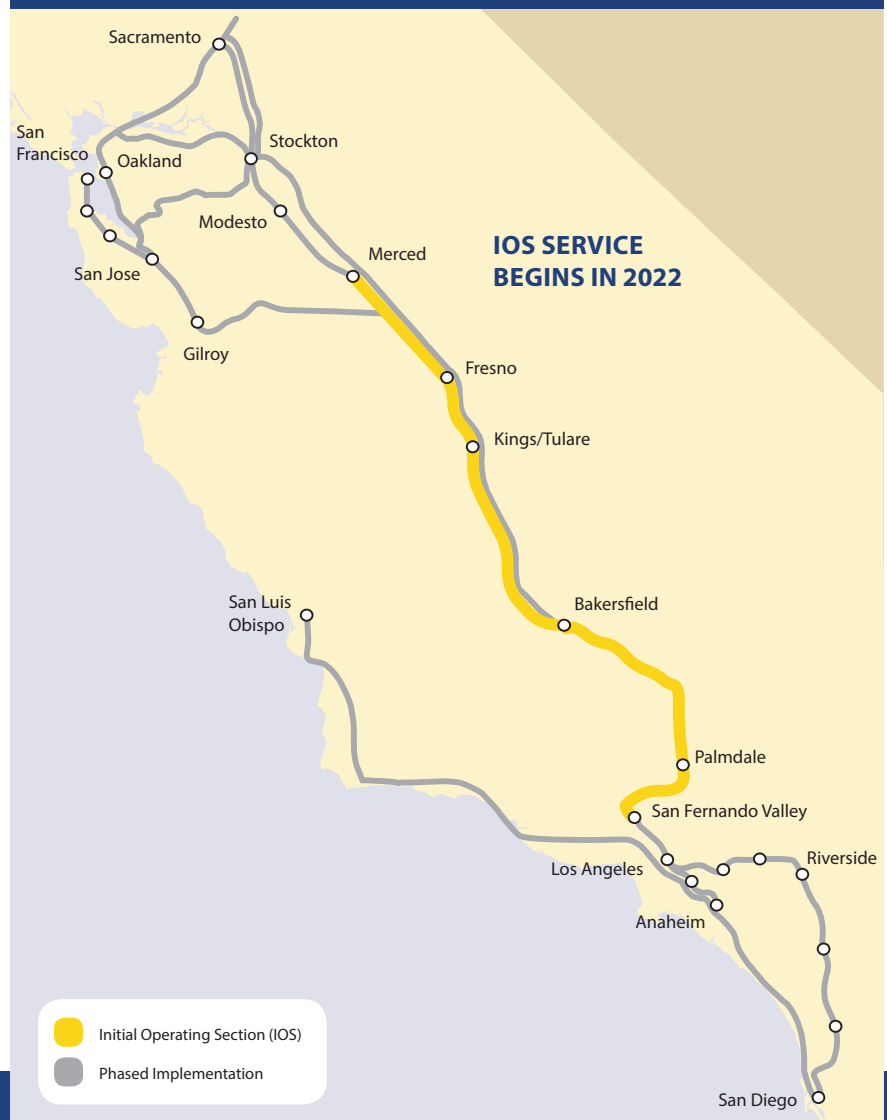 Sacramento
San
Francisco
Oakland
Stockton
Modesto
Merced
IOS SERVICE
BEGINS IN 2022
San Jose
Gilroy
Fresno
Kings/Tulare
San Luis
Obispo
Bakersfield
Palmdale
San Fernando Valley
Los Angeles
Riverside
Anaheim
Initial Operating Section (IOS)
Phased Implementation
San Diego